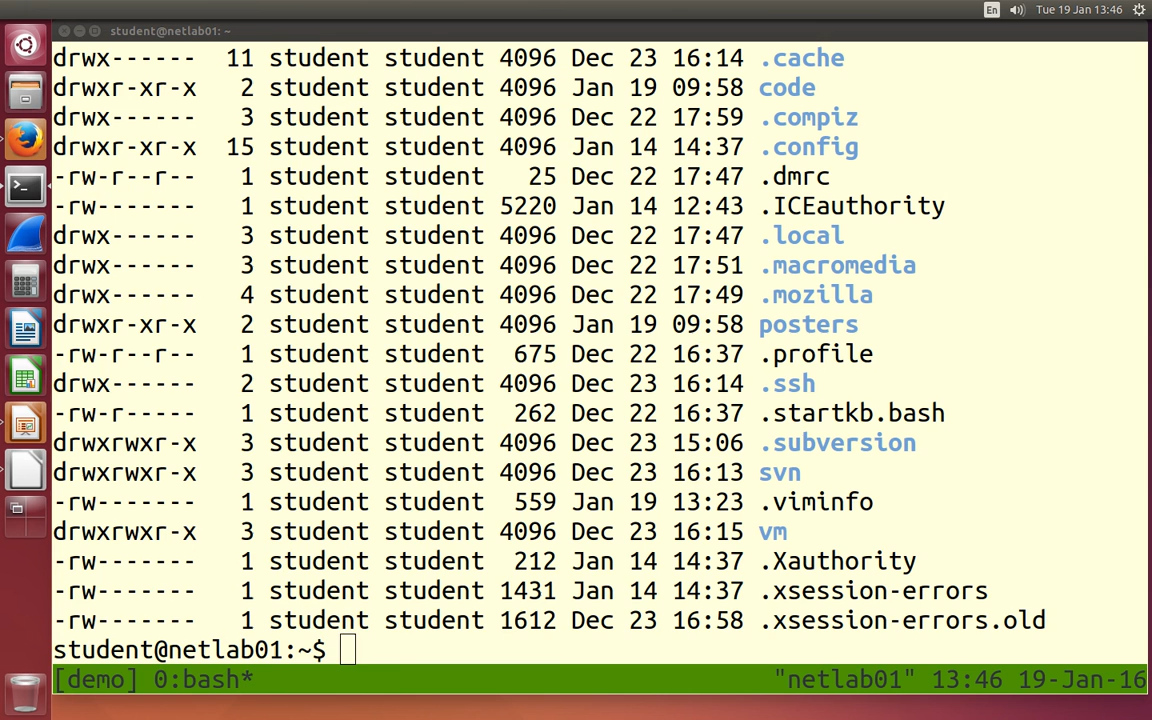 En Tue 19 Jan 13:46
student@netlab01: ~
drwx------ 11 student student 4096 Dec 23 16:14 .cache
drwxr-xr-x 2 student student 4096 Jan 19 09:58 code
drwx------ 3 student student 4096 Dec 22 17:59 .compiz
drwxr-xr-x 15 student student 4096 Jan 14 14:37 .config
-rw-r--r-- 1 student student 25 Dec 22 17:47 .dmrc
-rw------- 1 student student 5220 Jan 14 12:43 .ICEauthority
drwx------ 3 student student 4096 Dec 22 17:47 .local
drwx------ 3 student student 4096 Dec 22 17:51 .macromedia
drwx------ 4 student student 4096 Dec 22 17:49 .mozilla
drwxr-xr-x 2 student student 4096 Jan 19 09:58 posters
-rw-r--r-- 1 student student 675 Dec 22 16:37 .profile
drwx------ 2 student student 4096 Dec 23 16:14 .ssh
-rw-r----- 1 student student 262 Dec 22 16:37 .startkb.bash
drwxrwxr-x 3 student student 4096 Dec 23 15:06 .subversion
drwxrwxr-x 3 student student 4096 Dec 23 16:13 svn
-rw------- 1 student student 559 Jan 19 13:23 .viminfo
drwxrwxr-x 3 student student 4096 Dec 23 16:15 vm
-rw------- 1 student student 212 Jan 14 14:37 .Xauthority
-rw------- 1 student student 1431 Jan 14 14:37 .xsession-errors
-rw------- 1 student student 1612 Dec 23 16:58 .xsession-errors.old
student@netlab01:~$
[demo] 0:bash* "netlab01" 13:46 19-Jan-16